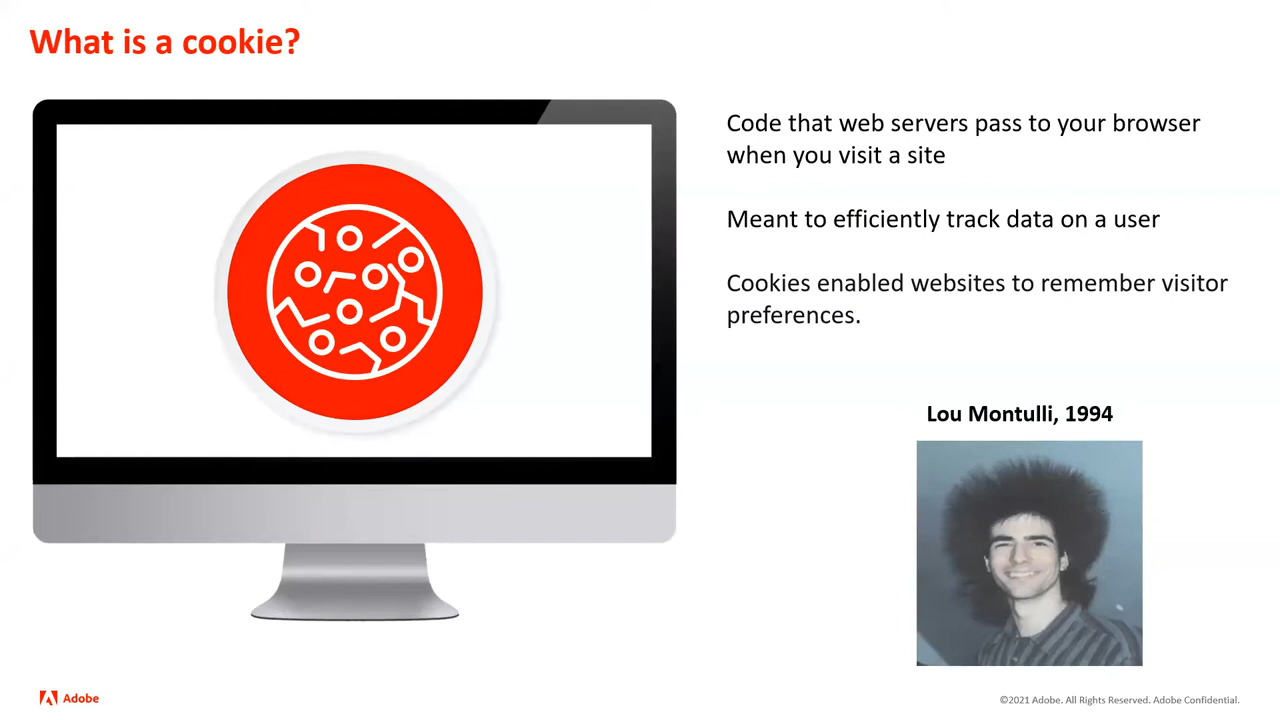 What is a cookie?
Code that web servers pass to your browser
when you visit a site
Meant to efficiently track data on a user
Cookies enabled websites to remember visitor
preferences.
Lou Montulli, 1994
Adobe
©2021 Adobe. All Rights Reserved. Adobe Confidential.